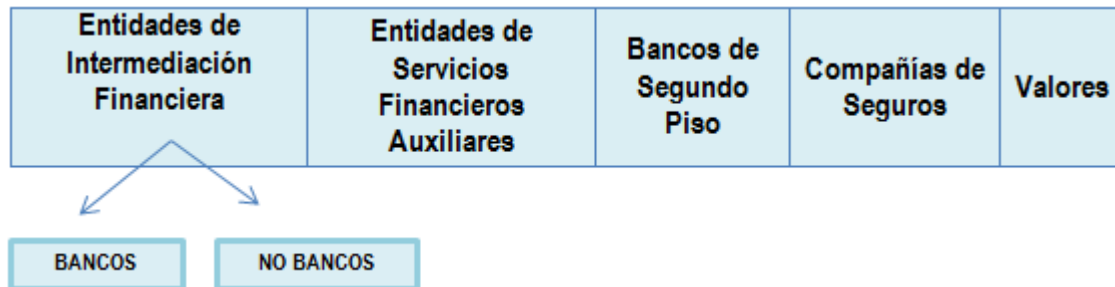 Entidades de
Intermediación
Financiera
Entidades de
Servicios
Financieros
Auxiliares
Bancos de
Segundo
Piso
Compañías de
Seguros
Valores
BANCOS
NO BANCOS